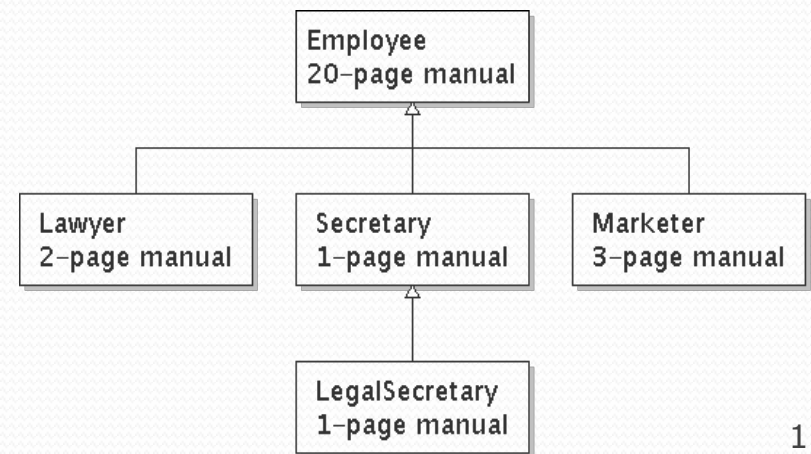 Employee
20-page manual
Lawyer
2-page manual
Secretary
1-page manual
Marketer
3-page manual
LegalSecretary
1-page manual
1